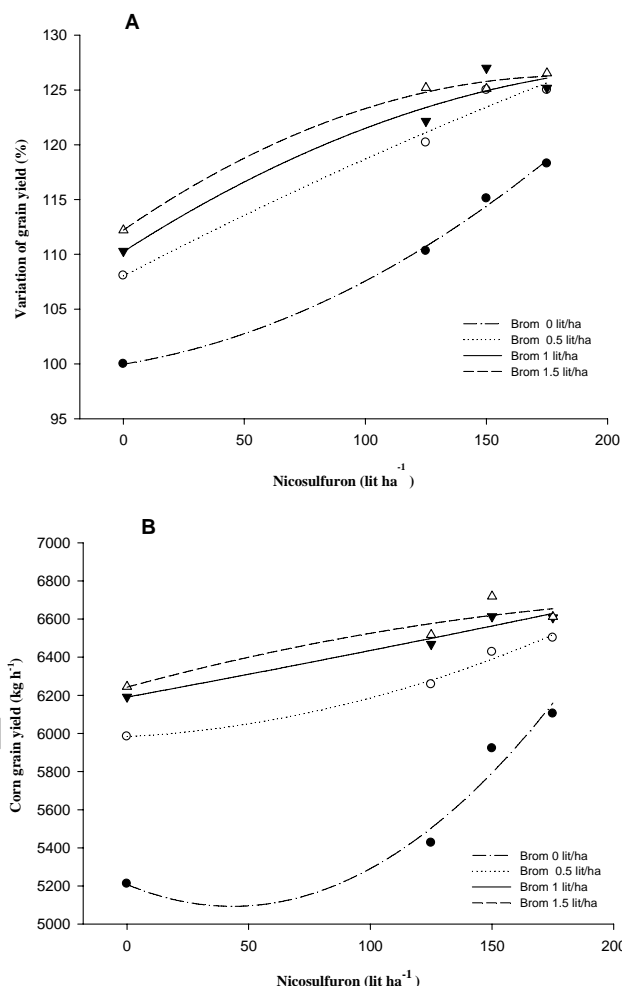 A
Variation of grain yield (%)
130
125
120
115
110
105
100
95
Brom 0 lit/ha
Brom 0.5 lit/ha
Brom 1 lit/ha
Brom 1.5 lit/ha
0 50 100 150 200
Nicosulfuron (lit ha⁻¹)
B
Corn grain yield (kg h⁻¹)
7000
6800
6600
6400
6200
6000
5800
5600
5400
5200
5000
Brom 0 lit/ha
Brom 0.5 lit/ha
Brom 1 lit/ha
Brom 1.5 lit/ha
0 50 100 150 200
Nicosulfuron (lit ha⁻¹)